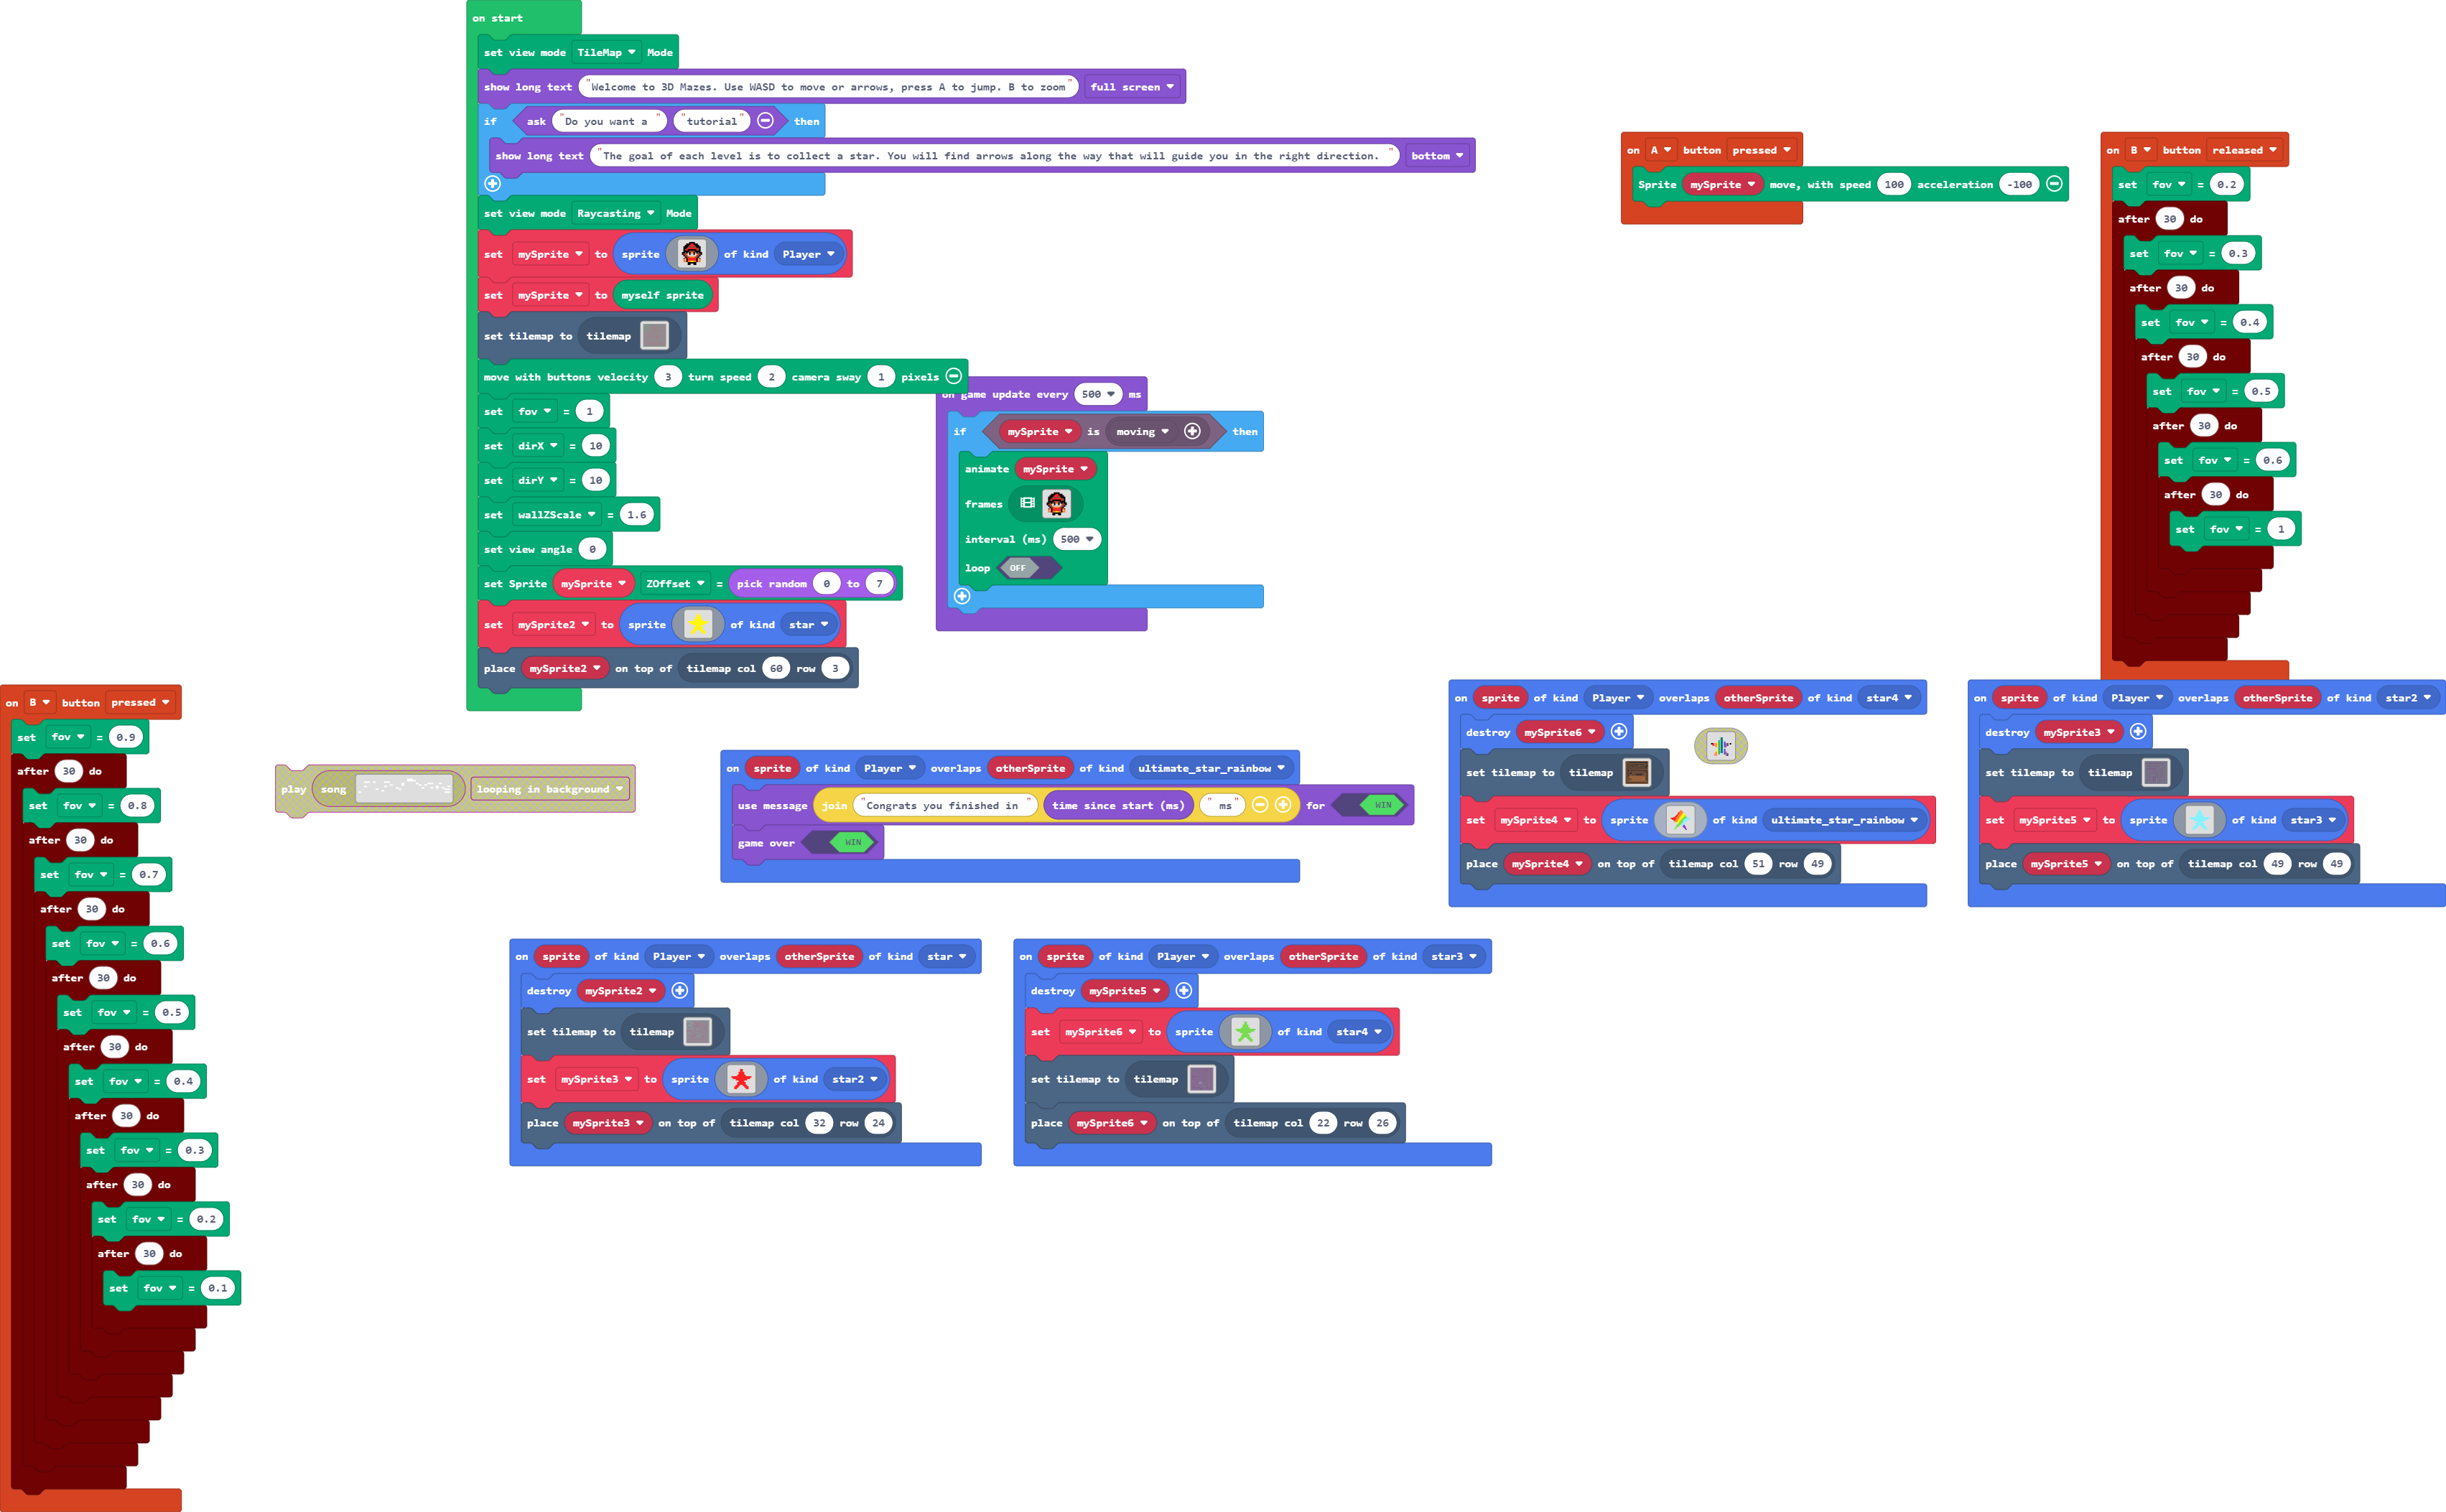 on start
set view mode TileMap Mode
show long text "Welcome to 3D Mazes. Use WASD to move or arrows, press A to jump. B to zoom" full screen
if ask "Do you want a " "tutorial" then
show long text "The goal of each level is to collect a star. You will find arrows along the way that will guide you in the right direction. " bottom
set view mode Raycasting Mode
set mySprite to sprite of kind Player
set mySprite to myself sprite
set tilemap to tilemap
move with buttons velocity 3 turn speed 2 camera sway 1 pixels
set fov = 1
set dirX = 10
set dirY = 10
set wallZScale = 1.6
set view angle 0
set Sprite mySprite ZOffset = pick random 0 to 7
set mySprite2 to sprite of kind star
place mySprite2 on top of tilemap col 60 row 3
on game update every 500 ms
if mySprite is moving then
animate mySprite
frames
interval (ms) 500
loop OFF
on A button pressed
Sprite mySprite move, with speed 100 acceleration -100
on B button released
set fov = 0.2
after 30 do
set fov = 0.3
after 30 do
set fov = 0.4
after 30 do
set fov = 0.5
after 30 do
set fov = 0.6
after 30 do
set fov = 1
on B button pressed
set fov = 0.9
after 30 do
set fov = 0.8
after 30 do
set fov = 0.7
after 30 do
set fov = 0.6
after 30 do
set fov = 0.5
after 30 do
set fov = 0.4
after 30 do
set fov = 0.3
after 30 do
set fov = 0.2
after 30 do
set fov = 0.1
play song looping in background
on sprite of kind Player overlaps otherSprite of kind ultimate_star_rainbow
use message join "Congrats you finished in " time since start (ms) " ms" for WIN
game over WIN
on sprite of kind Player overlaps otherSprite of kind star4
destroy mySprite6
set tilemap to tilemap
set mySprite4 to sprite of kind ultimate_star_rainbow
place mySprite4 on top of tilemap col 51 row 49
on sprite of kind Player overlaps otherSprite of kind star2
destroy mySprite3
set tilemap to tilemap
set mySprite5 to sprite of kind star3
place mySprite5 on top of tilemap col 49 row 49
on sprite of kind Player overlaps otherSprite of kind star
destroy mySprite2
set tilemap to tilemap
set mySprite3 to sprite of kind star2
place mySprite3 on top of tilemap col 32 row 24
on sprite of kind Player overlaps otherSprite of kind star3
destroy mySprite5
set mySprite6 to sprite of kind star4
set tilemap to tilemap
place mySprite6 on top of tilemap col 22 row 26